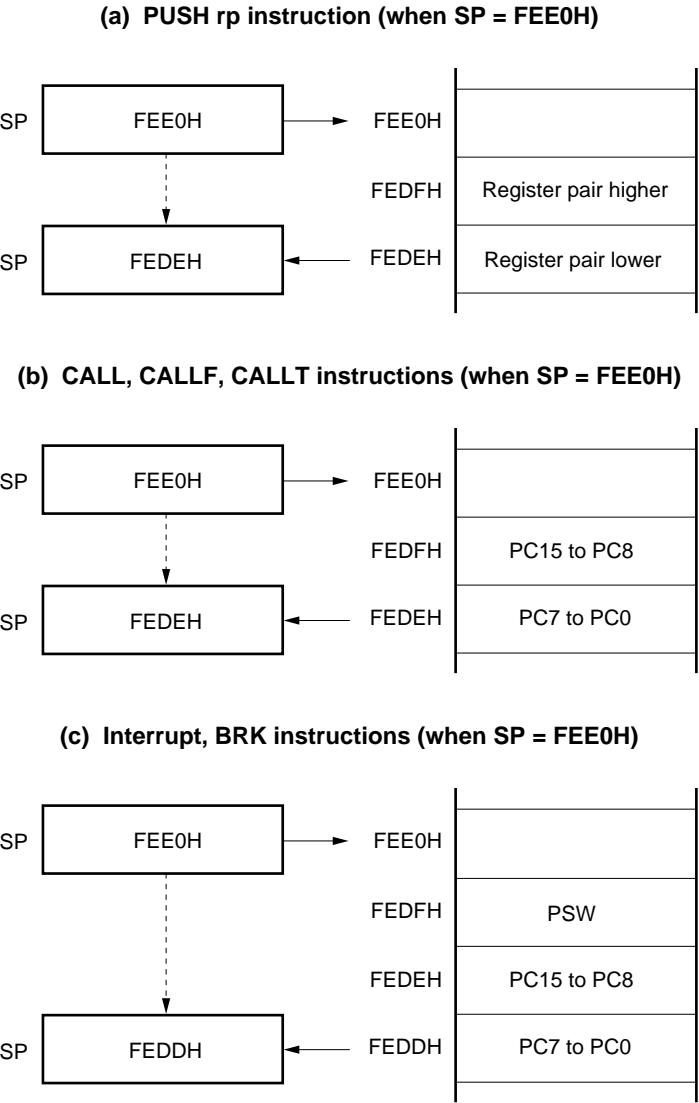 (a) PUSH rp instruction (when SP = FEE0H)
SP FEE0H FEE0H
FEDFH Register pair higher
SP FEDEH FEDEH Register pair lower
(b) CALL, CALLF, CALLT instructions (when SP = FEE0H)
SP FEE0H FEE0H
FEDFH PC15 to PC8
SP FEDEH FEDEH PC7 to PC0
(c) Interrupt, BRK instructions (when SP = FEE0H)
SP FEE0H FEE0H
FEDFH PSW
FEDEH PC15 to PC8
SP FEDDH FEDDH PC7 to PC0